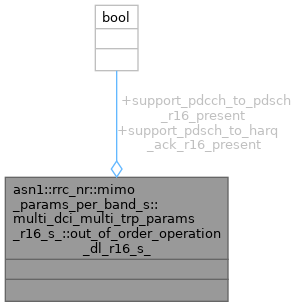 bool
+support_pdcch_to_pdsch
_r16_present
+support_pdsch_to_harq
_ack_r16_present
asn1::rrc_nr::mimo
_params_per_band_s::
multi_dci_multi_trp_params
_r16_s_::out_of_order_operation
_dl_r16_s_